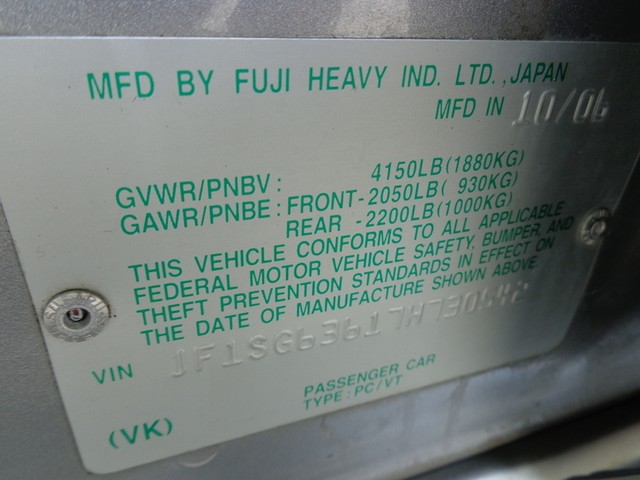 MFD BY FUJI HEAVY IND. LTD., JAPAN
MFD IN 10/06
GVWR/PNBV: 4150LB(1880KG)
GAWR/PNBE: FRONT-2050LB( 930KG)
REAR -2200LB(1000KG)
THIS VEHICLE CONFORMS TO ALL APPLICABLE
FEDERAL MOTOR VEHICLE SAFETY, BUMPER, AND
THEFT PREVENTION STANDARDS IN EFFECT ON
THE DATE OF MANUFACTURE SHOWN ABOVE.
VIN
PASSENGER CAR
(VK) TYPE:PC/VT